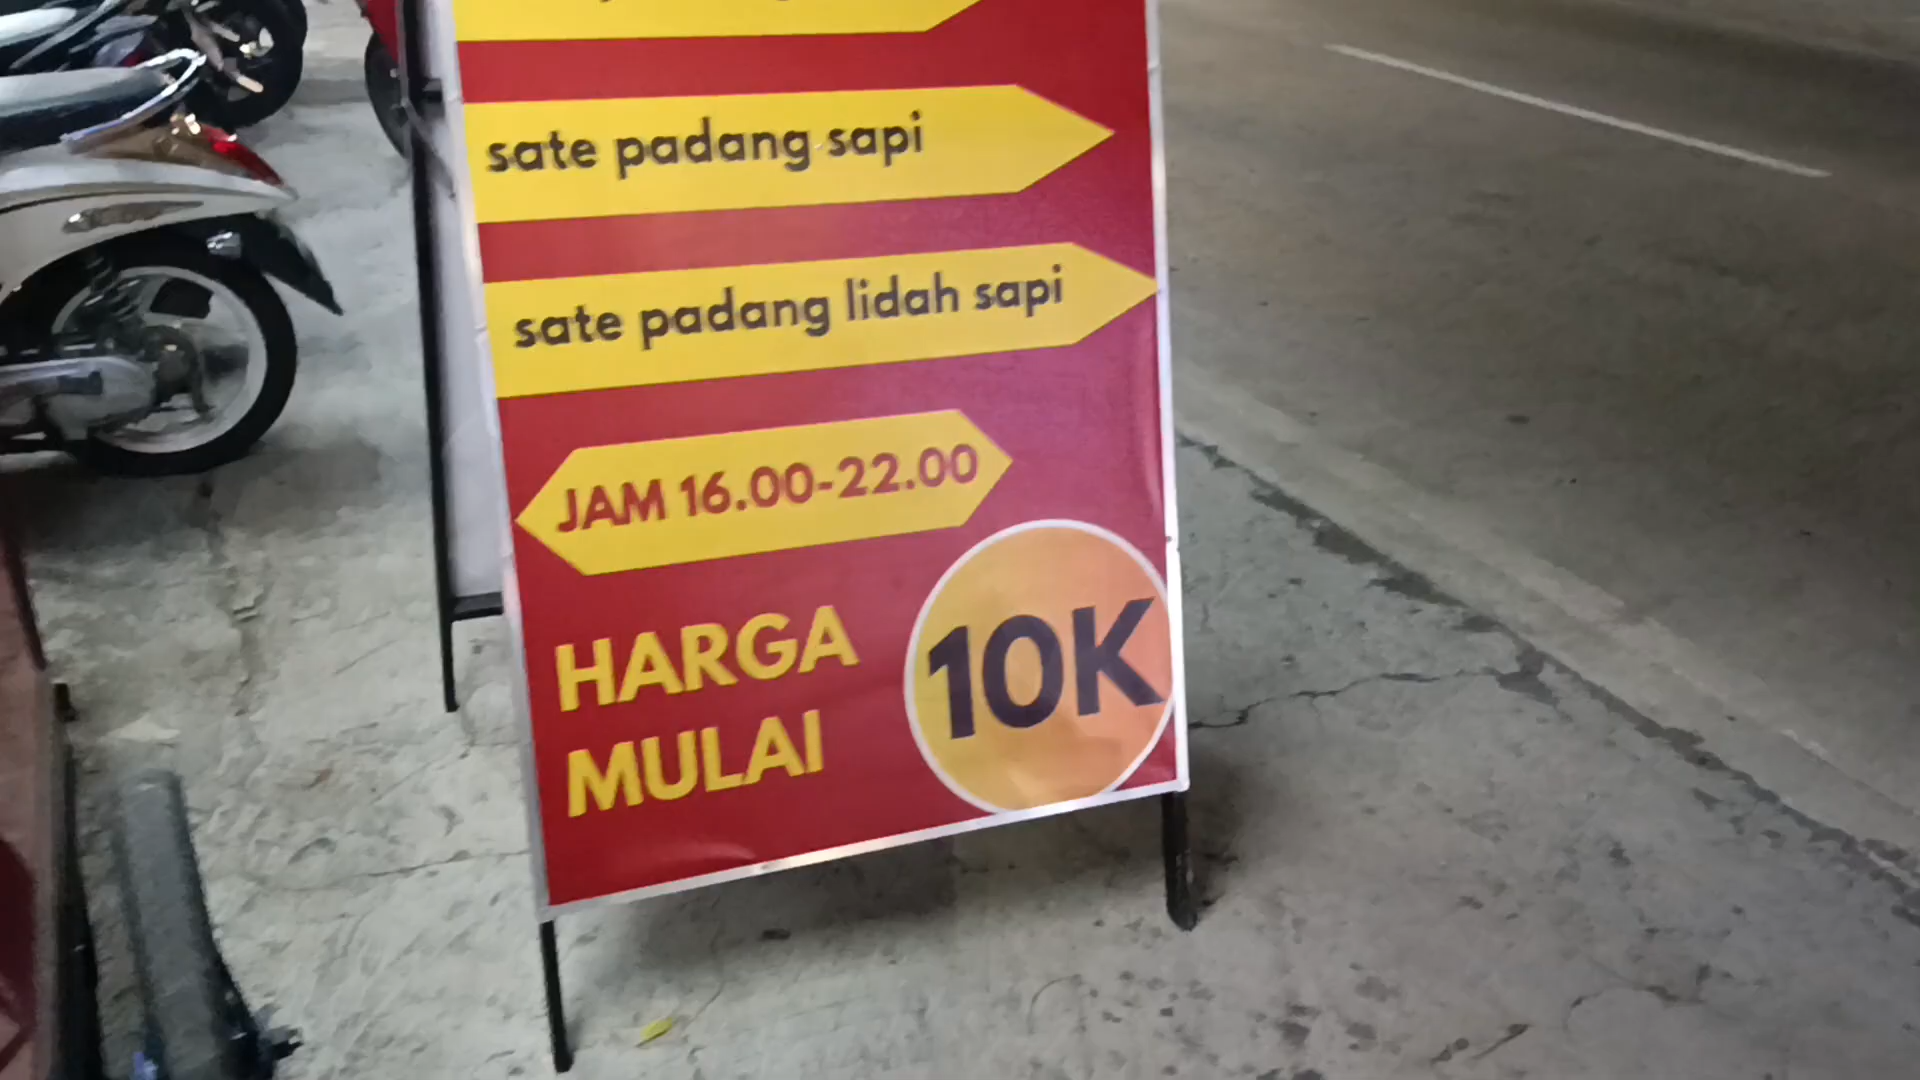 sate padang sapi
sate padang lidah sapi
JAM 16.00-22.00
HARGA
MULAI
10K